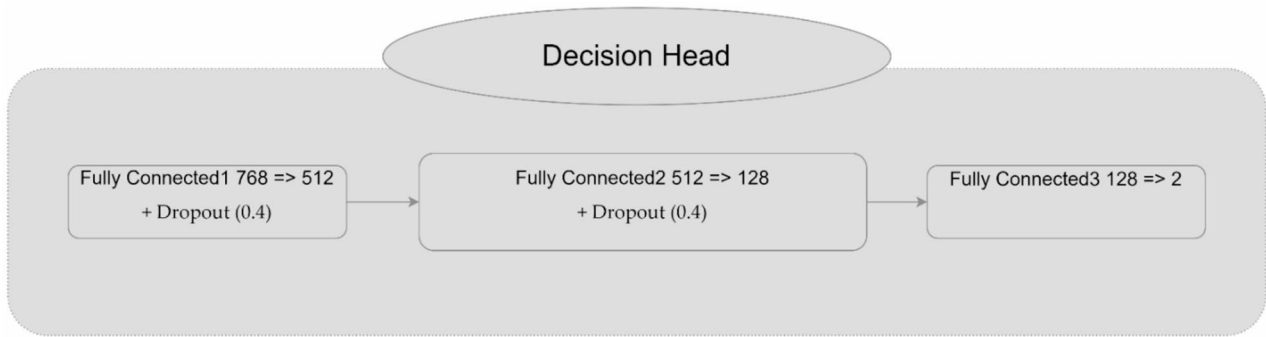 Decision Head
Fully Connected1 768 => 512
+ Dropout (0.4)
Fully Connected2 512 => 128
+ Dropout (0.4)
Fully Connected3 128 => 2